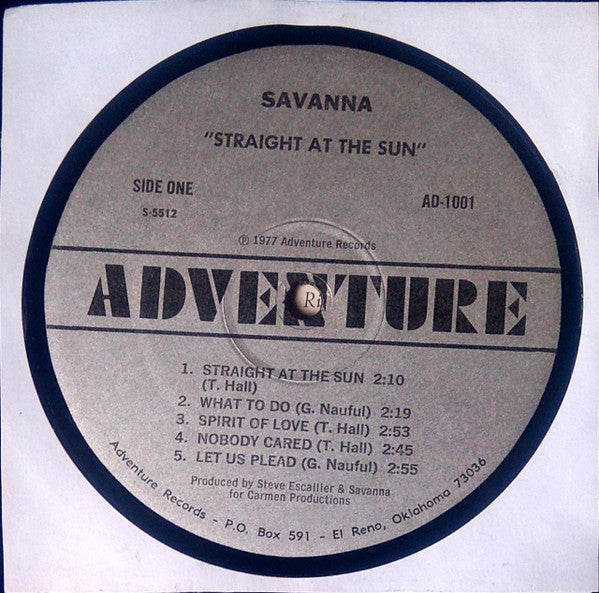 SAVANNA
"STRAIGHT AT THE SUN"
SIDE ONE
S-5512
AD-1001
℗ 1977 Adventure Records
ADVENTURE
Ri
1. STRAIGHT AT THE SUN 2:10
(T. Hall)
2. WHAT TO DO (G. Nauful) 2:19
3. SPIRIT OF LOVE (T. Hall) 2:53
4. NOBODY CARED (T. Hall) 2:45
5. LET US PLEAD (G. Nauful) 2:55
Produced by Steve Escallier & Savanna
for Carmen Productions
Adventure Records - P.O. Box 591 - El Reno, Oklahoma 73036